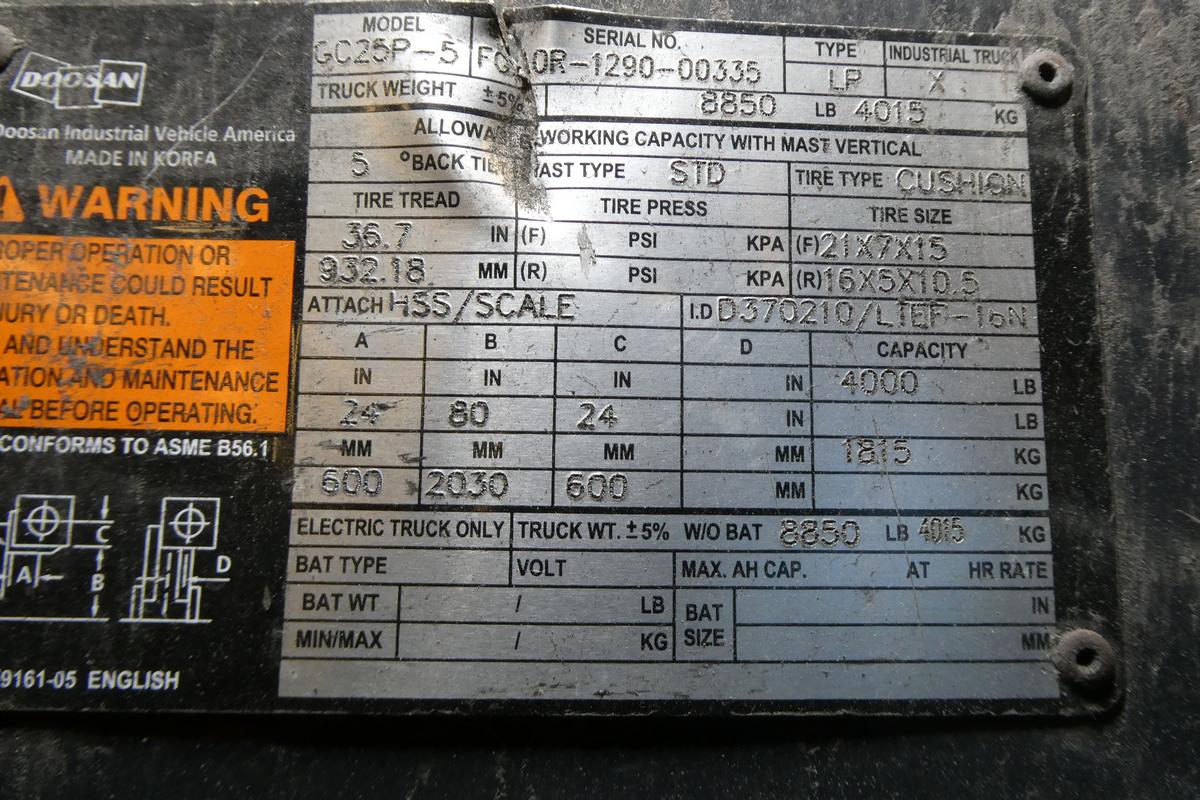 DOOSAN
Doosan Industrial Vehicle America
MADE IN KOREA
WARNING
OPERATION OR
COULD RESULT
OR DEATH.
AND UNDERSTAND THE
AND MAINTENANCE
BEFORE OPERATING.
CONFORMS TO ASME B56.1
A B C D
9161-05 ENGLISH
MODEL SERIAL NO. TYPE INDUSTRIAL TRUCK
GC25P-5 0R-1290-00335 LP X
TRUCK WEIGHT ±5% 8850 LB 4015 KG
WORKING CAPACITY WITH MAST VERTICAL
5 °BACK TYPE STD TIRE TYPE CUSHION
TIRE TREAD TIRE PRESS TIRE SIZE
36.7 IN (F) PSI KPA (F) 21X7X15
932.18 MM (R) PSI KPA (R) 16X5X10.5
ATTACH HSS/SCALE I.D
A B C D CAPACITY
IN IN IN IN 4000 LB
24 80 24 IN LB
MM MM MM MM 1815 KG
600 2030 600 MM KG
ELECTRIC TRUCK ONLY TRUCK WT. ±5% W/O BAT 8850 LB 4015 KG
BAT TYPE VOLT MAX. AH CAP. AT HR RATE
BAT WT / LB BAT SIZE IN
MIN/MAX / KG MM